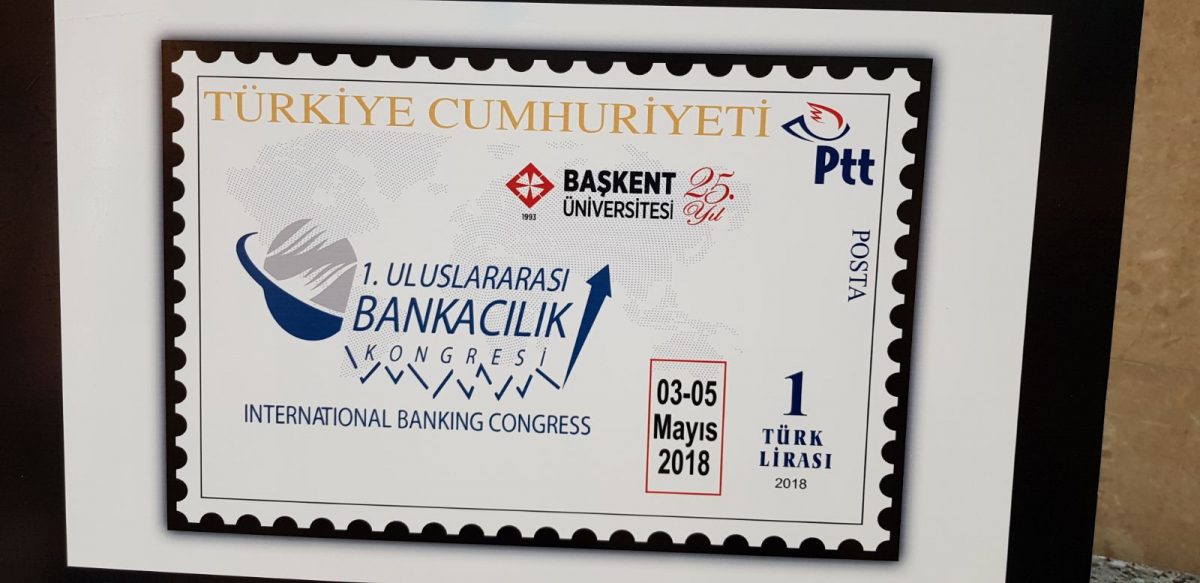 TÜRKİYE CUMHURİYETİ
Ptt
BAŞKENT
ÜNİVERSİTESİ
1993
25.
Yıl
POSTA
1. ULUSLARARASI
BANKACILIK
KONGRESİ
INTERNATIONAL BANKING CONGRESS
03-05
Mayıs
2018
1
TÜRK
LİRASI
2018